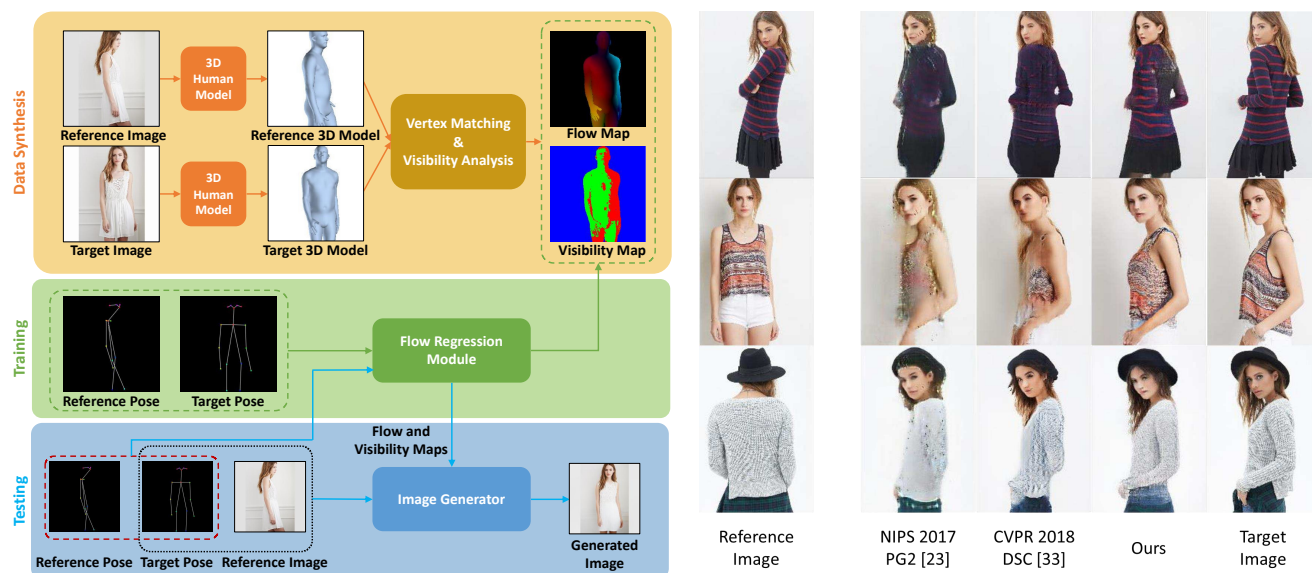 Data Synthesis
3D
Human
Model
Reference Image
Reference 3D Model
3D
Human
Model
Target Image
Target 3D Model
Vertex Matching
&
Visibility Analysis
Flow Map
Visibility Map
Training
Reference Pose
Target Pose
Flow Regression
Module
Testing
Flow and
Visibility Maps
Image Generator
Reference Pose
Target Pose
Reference Image
Generated
Image
Reference
Image
NIPS 2017
PG2 [23]
CVPR 2018
DSC [33]
Ours
Target
Image